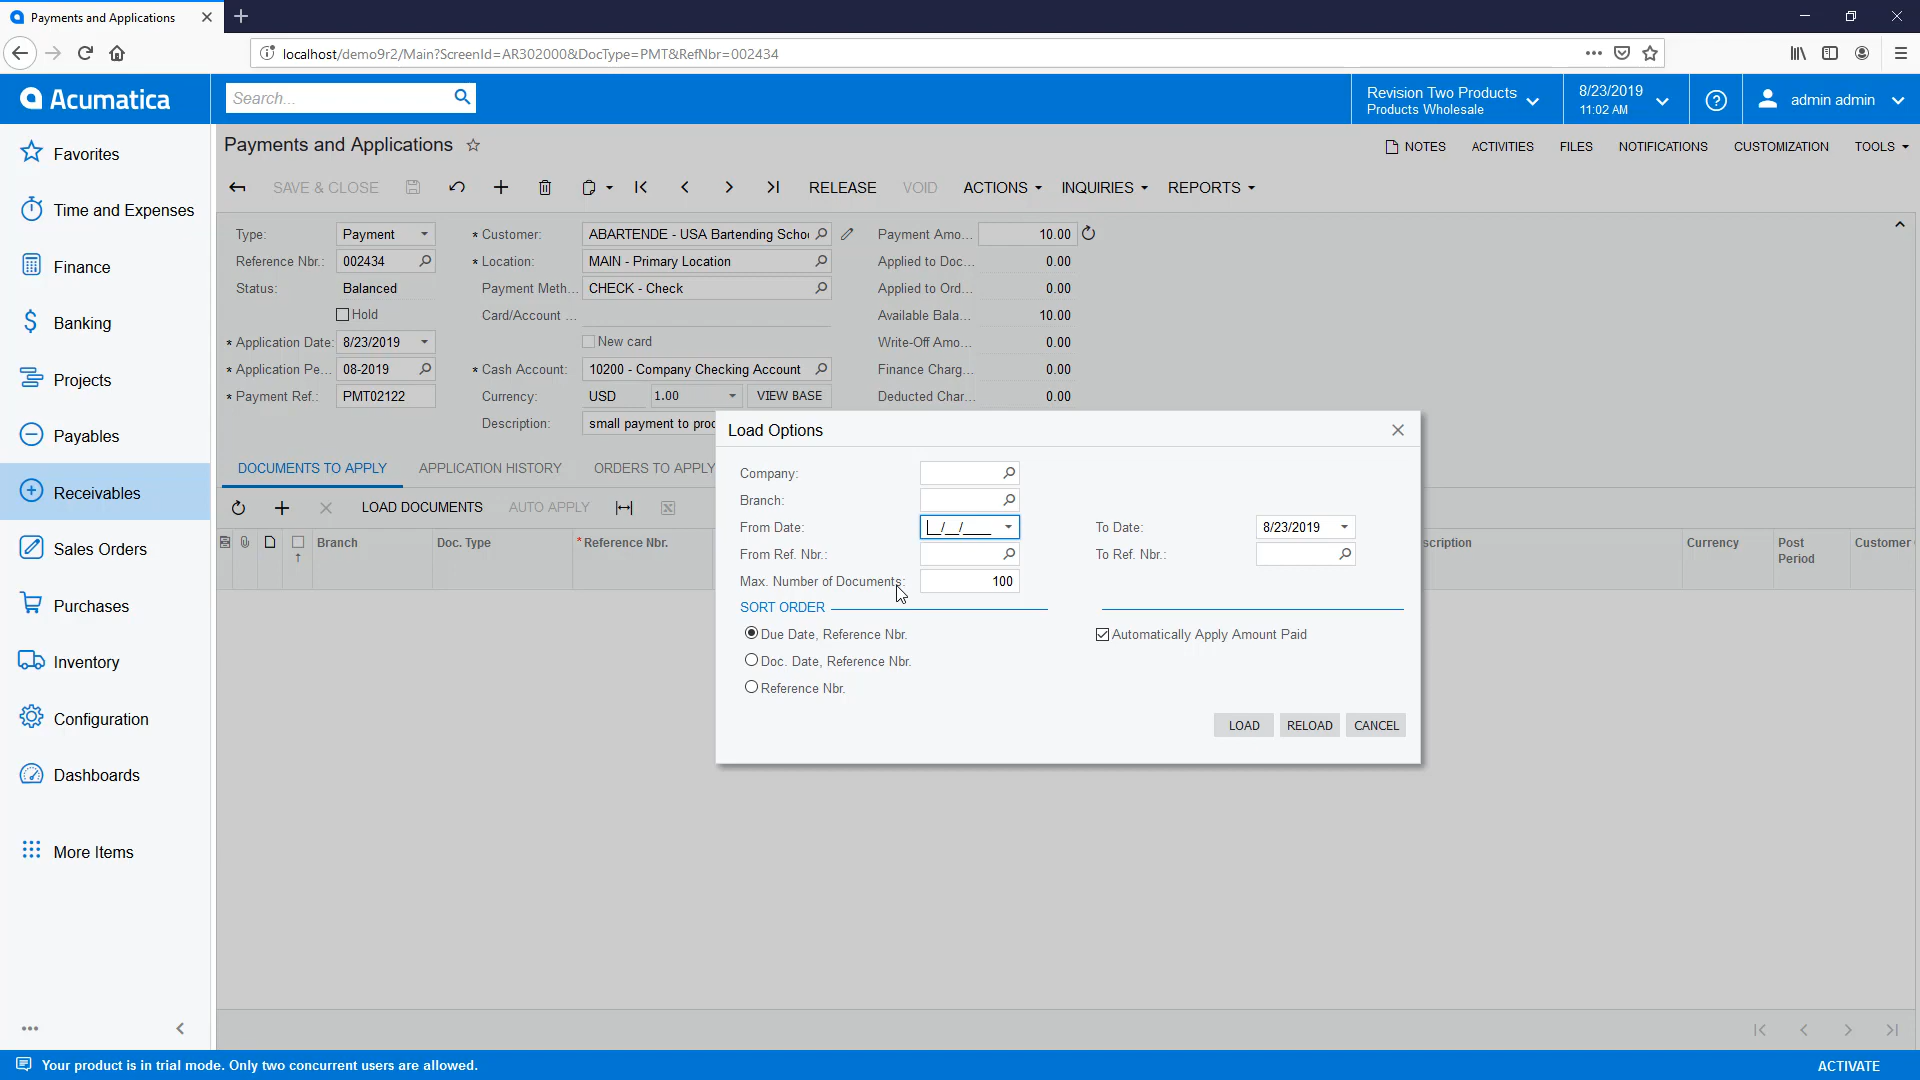 Payments and Applications
localhost/demo9r2/Main?ScreenId=AR302000&DocType=PMT&RefNbr=002434
Acumatica
Search...
Revision Two Products
Products Wholesale
8/23/2019
11:02 AM
admin admin
Favorites
Time and Expenses
Finance
Banking
Projects
Payables
Receivables
Sales Orders
Purchases
Inventory
Configuration
Dashboards
More Items
Payments and Applications
NOTES ACTIVITIES FILES NOTIFICATIONS CUSTOMIZATION TOOLS
SAVE & CLOSE RELEASE VOID ACTIONS INQUIRIES REPORTS
Type: Payment * Customer: ABARTENDE - USA Bartending Schoo Payment Amo... 10.00
Reference Nbr.: 002434 * Location: MAIN - Primary Location Applied to Doc... 0.00
Status: Balanced Payment Meth... CHECK - Check Applied to Ord... 0.00
Hold Card/Account ... Available Bala... 10.00
* Application Date: 8/23/2019 New card Write-Off Amo... 0.00
* Application Pe... 08-2019 * Cash Account: 10200 - Company Checking Account Finance Charg... 0.00
* Payment Ref.: PMT02122 Currency: USD 1.00 VIEW BASE Deducted Char... 0.00
Description: small payment to proc
DOCUMENTS TO APPLY APPLICATION HISTORY ORDERS TO APPLY
LOAD DOCUMENTS AUTO APPLY
Branch Doc. Type *Reference Nbr. scription Currency Post Period Customer
Load Options
Company:
Branch:
From Date: __/__/____ To Date: 8/23/2019
From Ref. Nbr.: To Ref. Nbr.:
Max. Number of Documents: 100
SORT ORDER
Due Date, Reference Nbr. Automatically Apply Amount Paid
Doc. Date, Reference Nbr.
Reference Nbr.
LOAD RELOAD CANCEL
Your product is in trial mode. Only two concurrent users are allowed. ACTIVATE